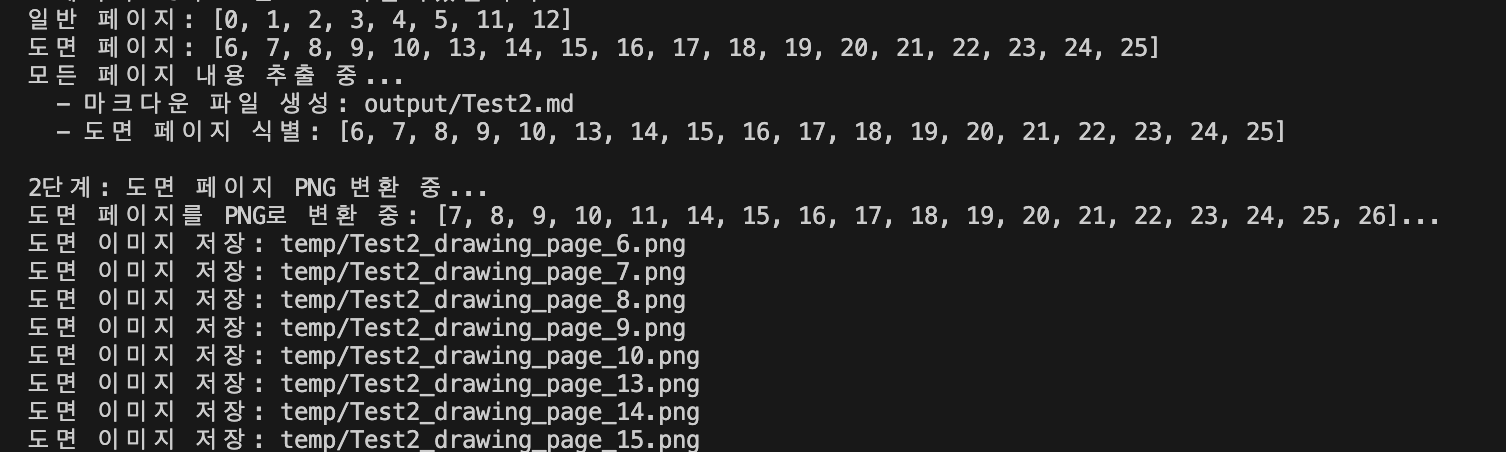 일반 페이지: [0, 1, 2, 3, 4, 5, 11, 12]
도면 페이지: [6, 7, 8, 9, 10, 13, 14, 15, 16, 17, 18, 19, 20, 21, 22, 23, 24, 25]
모든 페이지 내용 추출 중...
  - 마크다운 파일 생성: output/Test2.md
  - 도면 페이지 식별: [6, 7, 8, 9, 10, 13, 14, 15, 16, 17, 18, 19, 20, 21, 22, 23, 24, 25]
2단계: 도면 페이지 PNG 변환 중...
도면 페이지를 PNG로 변환 중: [7, 8, 9, 10, 11, 14, 15, 16, 17, 18, 19, 20, 21, 22, 23, 24, 25, 26]...
도면 이미지 저장: temp/Test2_drawing_page_6.png
도면 이미지 저장: temp/Test2_drawing_page_7.png
도면 이미지 저장: temp/Test2_drawing_page_8.png
도면 이미지 저장: temp/Test2_drawing_page_9.png
도면 이미지 저장: temp/Test2_drawing_page_10.png
도면 이미지 저장: temp/Test2_drawing_page_13.png
도면 이미지 저장: temp/Test2_drawing_page_14.png
도면 이미지 저장: temp/Test2_drawing_page_15.png